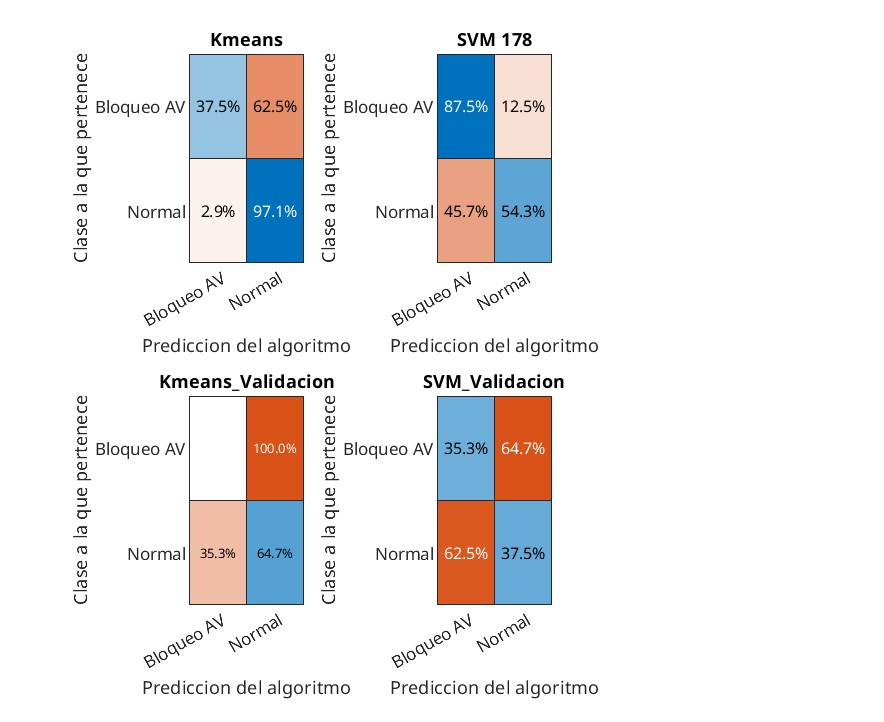 Kmeans
Clase a la que pertenece
Bloqueo AV
37.5%
62.5%
Normal
2.9%
97.1%
Bloqueo AV
Normal
Prediccion del algoritmo
SVM 178
Clase a la que pertenece
Bloqueo AV
87.5%
12.5%
Normal
45.7%
54.3%
Bloqueo AV
Normal
Prediccion del algoritmo
Kmeans_Validacion
Clase a la que pertenece
Bloqueo AV
100.0%
Normal
35.3%
64.7%
Bloqueo AV
Normal
Prediccion del algoritmo
SVM_Validacion
Clase a la que pertenece
Bloqueo AV
35.3%
64.7%
Normal
62.5%
37.5%
Bloqueo AV
Normal
Prediccion del algoritmo